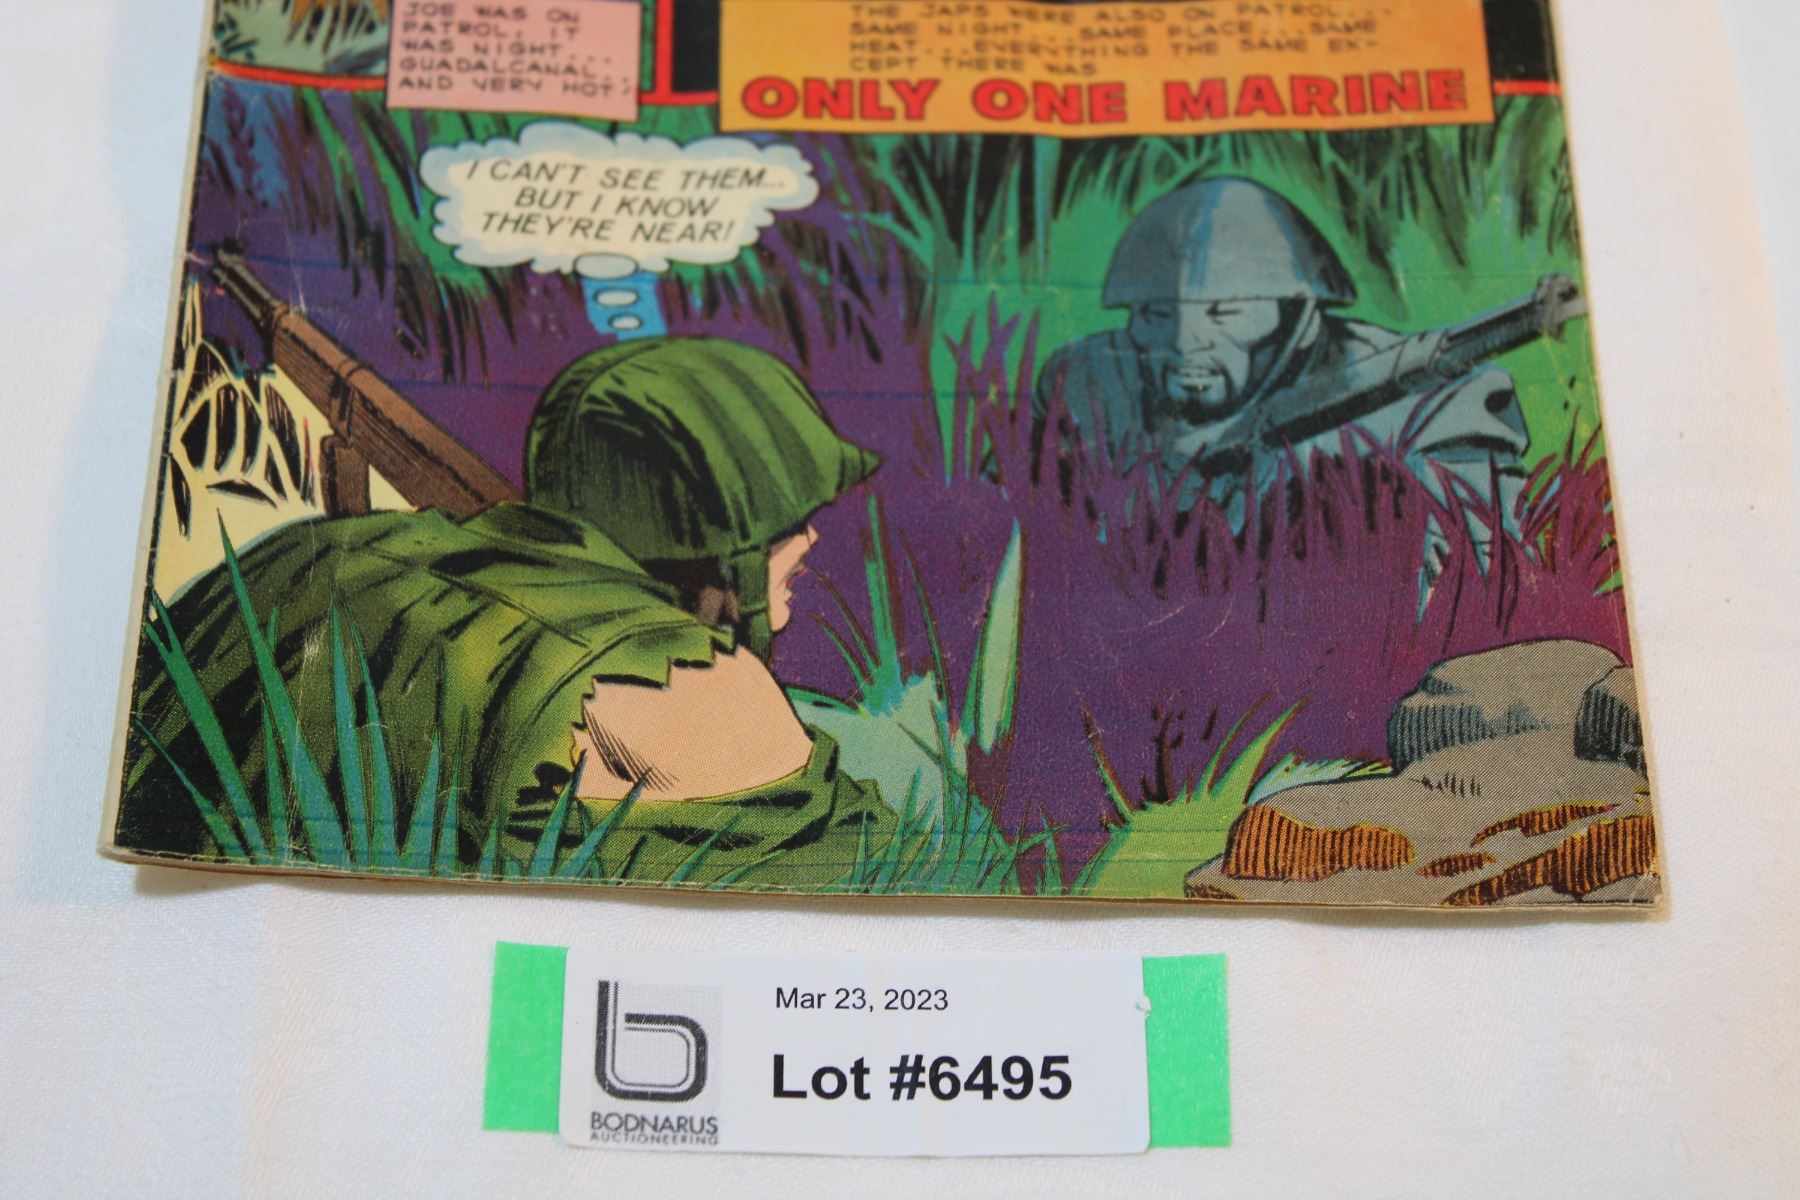 JOE WAS ON
PATROL. IT
WAS NIGHT...
GUADALCANAL..
AND VERY HOT!
THE JAPS WERE ALSO ON PATROL...
SAME NIGHT...SAME PLACE...SAME
HEAT...EVERYTHING THE SAME EX-
CEPT THERE WAS
ONLY ONE MARINE
I CAN'T SEE THEM...
BUT I KNOW
THEY'RE NEAR!
Mar 23, 2023
Lot #6495
BODNARUS
AUCTIONEERING